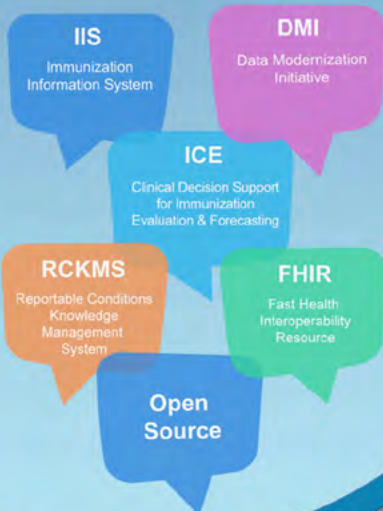 IIS
Immunization
Information System
DMI
Data Modernization
Initiative
ICE
Clinical Decision Support
for Immunization
Evaluation & Forecasting
RCKMS
Reportable Conditions
Knowledge
Management
System
FHIR
Fast Health
Interoperability
Resource
Open
Source